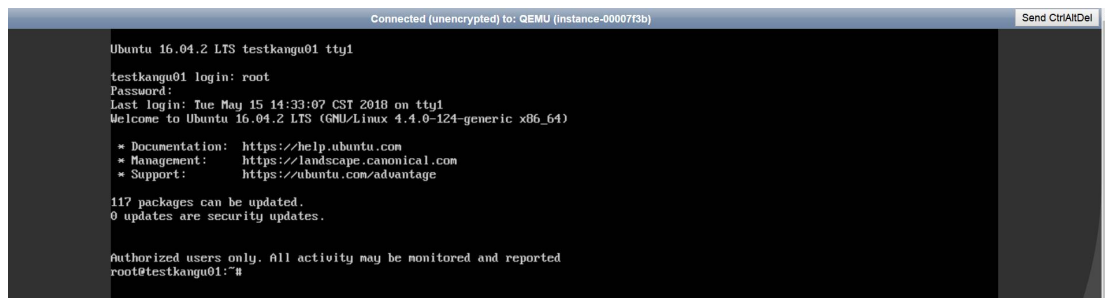 Connected (unencrypted) to: QEMU (instance-00007f3b)
Send CtrlAltDel
Ubuntu 16.04.2 LTS testkangu01 tty1
testkangu01 login: root
Password:
Last login: Tue May 15 14:33:07 CST 2018 on tty1
Welcome to Ubuntu 16.04.2 LTS (GNU/Linux 4.4.0-124-generic x86_64)
* Documentation:  https://help.ubuntu.com
* Management:     https://landscape.canonical.com
* Support:        https://ubuntu.com/advantage
117 packages can be updated.
0 updates are security updates.
Authorized users only. All activity may be monitored and reported
root@testkangu01:~#